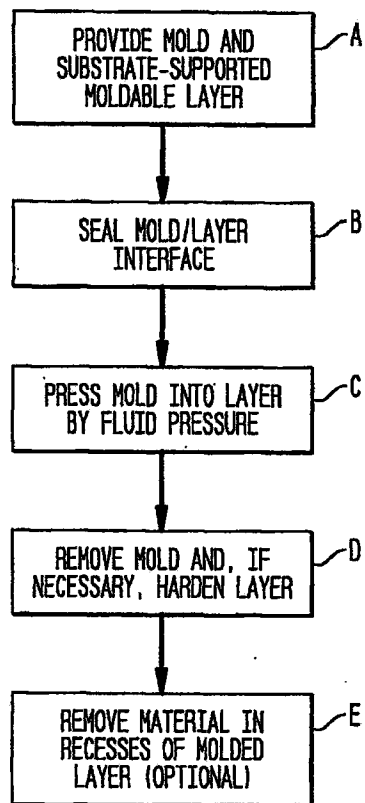 PROVIDE MOLD AND
SUBSTRATE-SUPPORTED
MOLDABLE LAYER
A
SEAL MOLD/LAYER
INTERFACE
B
PRESS MOLD INTO LAYER
BY FLUID PRESSURE
C
REMOVE MOLD AND, IF
NECESSARY, HARDEN LAYER
D
REMOVE MATERIAL IN
RECESSES OF MOLDED
LAYER (OPTIONAL)
E